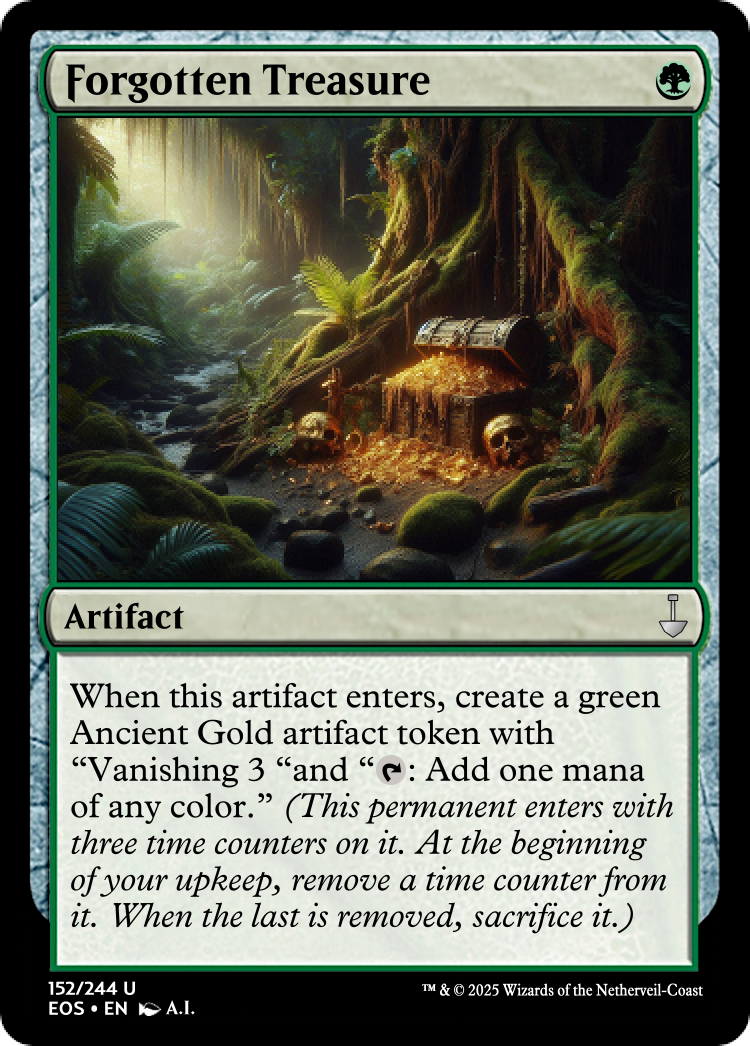 Forgotten Treasure
Artifact
When this artifact enters, create a green
Ancient Gold artifact token with
“Vanishing 3 “and “: Add one mana
of any color.” (This permanent enters with
three time counters on it. At the beginning
of your upkeep, remove a time counter from
it. When the last is removed, sacrifice it.)
152/244 U
EOS • EN A.I.
™ & © 2025 Wizards of the Netherveil-Coast